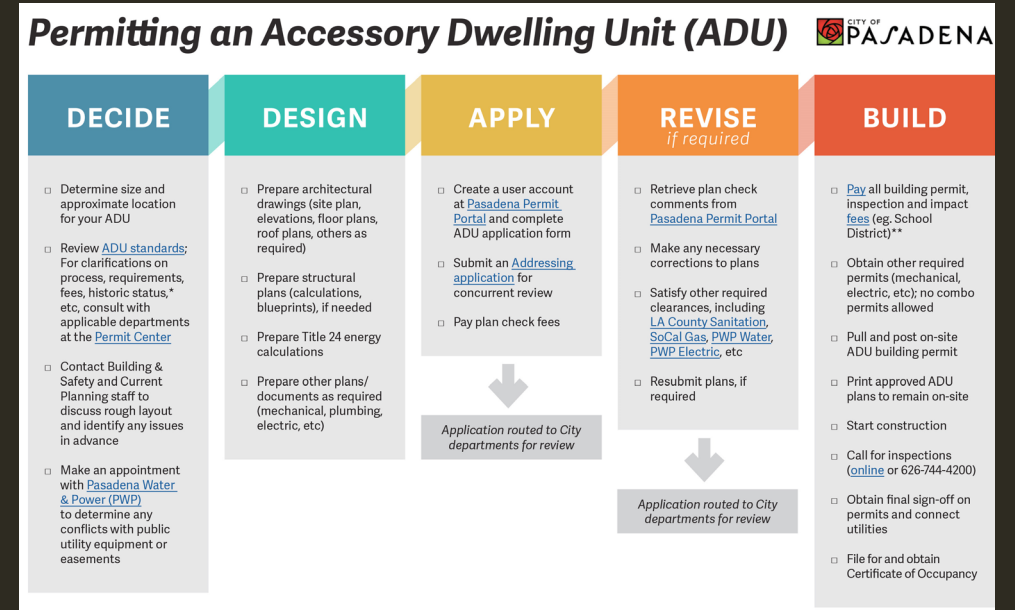 Permitting an Accessory Dwelling Unit (ADU)
CITY OF
PASADENA
DECIDE
□ Determine size and
approximate location
for your ADU
□ Review ADU standards;
For clarifications on
process, requirements,
fees, historic status,*
etc, consult with
applicable departments
at the Permit Center
□ Contact Building &
Safety and Current
Planning staff to
discuss rough layout
and identify any issues
in advance
□ Make an appointment
with Pasadena Water
& Power (PWP)
to determine any
conflicts with public
utility equipment or
easements
DESIGN
□ Prepare architectural
drawings (site plan,
elevations, floor plans,
roof plans, others as
required)
□ Prepare structural
plans (calculations,
blueprints), if needed
□ Prepare Title 24 energy
calculations
□ Prepare other plans/
documents as required
(mechanical, plumbing,
electric, etc)
APPLY
□ Create a user account
at Pasadena Permit
Portal and complete
ADU application form
□ Submit an Addressing
application for
concurrent review
□ Pay plan check fees
Application routed to City
departments for review
REVISE
if required
□ Retrieve plan check
comments from
Pasadena Permit Portal
□ Make any necessary
corrections to plans
□ Satisfy other required
clearances, including
LA County Sanitation,
SoCal Gas, PWP Water,
PWP Electric, etc
□ Resubmit plans, if
required
Application routed to City
departments for review
BUILD
□ Pay all building permit,
inspection and impact
fees (eg. School
District)**
□ Obtain other required
permits (mechanical,
electric, etc); no combo
permits allowed
□ Pull and post on-site
ADU building permit
□ Print approved ADU
plans to remain on-site
□ Start construction
□ Call for inspections
(online or 626-744-4200)
□ Obtain final sign-off on
permits and connect
utilities
□ File for and obtain
Certificate of Occupancy